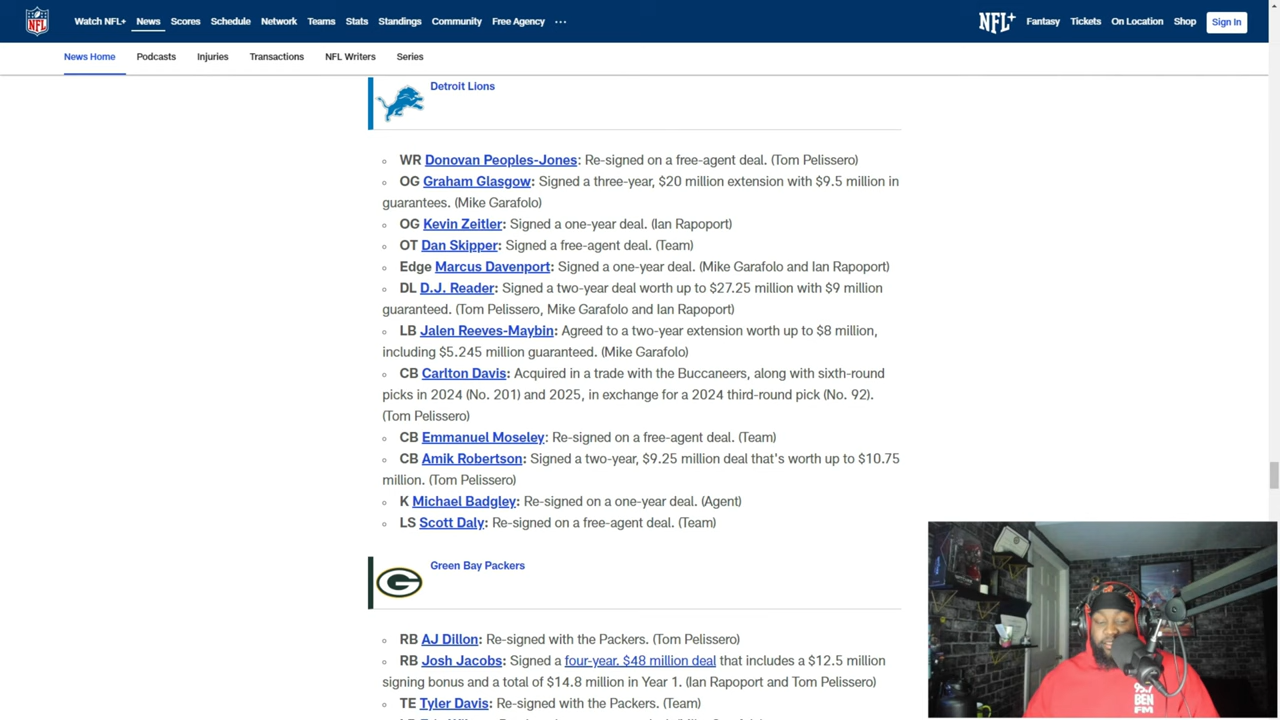 NFL
Watch NFL+ News Scores Schedule Network Teams Stats Standings Community Free Agency ... NFL+ Fantasy Tickets On Location Shop Sign In
News Home Podcasts Injuries Transactions NFL Writers Series
Detroit Lions
WR Donovan Peoples-Jones: Re-signed on a free-agent deal. (Tom Pelissero)
OG Graham Glasgow: Signed a three-year, $20 million extension with $9.5 million in
guarantees. (Mike Garafolo)
OG Kevin Zeitler: Signed a one-year deal. (Ian Rapoport)
OT Dan Skipper: Signed a free-agent deal. (Team)
Edge Marcus Davenport: Signed a one-year deal. (Mike Garafolo and Ian Rapoport)
DL D.J. Reader: Signed a two-year deal worth up to $27.25 million with $9 million
guaranteed. (Tom Pelissero, Mike Garafolo and Ian Rapoport)
LB Jalen Reeves-Maybin: Agreed to a two-year extension worth up to $8 million,
including $5.245 million guaranteed. (Mike Garafolo)
CB Carlton Davis: Acquired in a trade with the Buccaneers, along with sixth-round
picks in 2024 (No. 201) and 2025, in exchange for a 2024 third-round pick (No. 92).
(Tom Pelissero)
CB Emmanuel Moseley: Re-signed on a free-agent deal. (Team)
CB Amik Robertson: Signed a two-year, $9.25 million deal that's worth up to $10.75
million. (Tom Pelissero)
K Michael Badgley: Re-signed on a one-year deal. (Agent)
LS Scott Daly: Re-signed on a free-agent deal. (Team)
G
Green Bay Packers
RB AJ Dillon: Re-signed with the Packers. (Tom Pelissero)
RB Josh Jacobs: Signed a four-year, $48 million deal that includes a $12.5 million
signing bonus and a total of $14.8 million in Year 1. (Ian Rapoport and Tom Pelissero)
TE Tyler Davis: Re-signed with the Packers. (Team)
BEN
FM